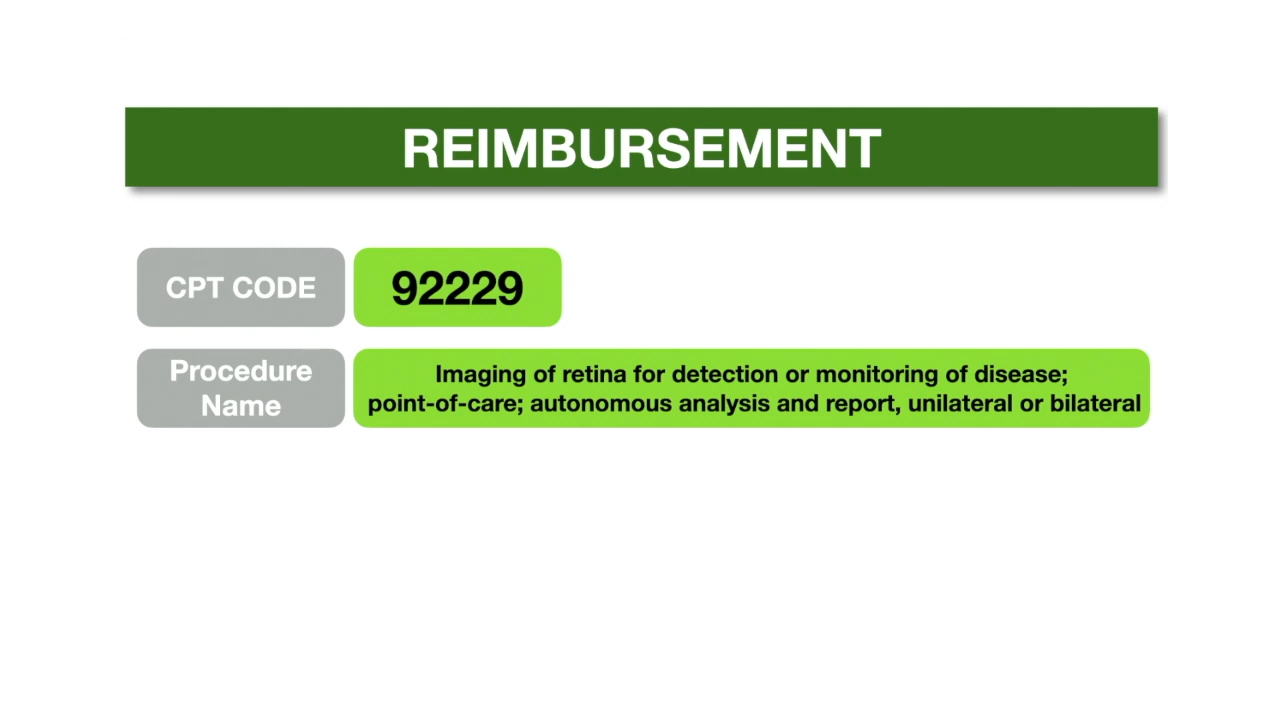 REIMBURSEMENT
CPT CODE
92229
Procedure
Name
Imaging of retina for detection or monitoring of disease;
point-of-care; autonomous analysis and report, unilateral or bilateral